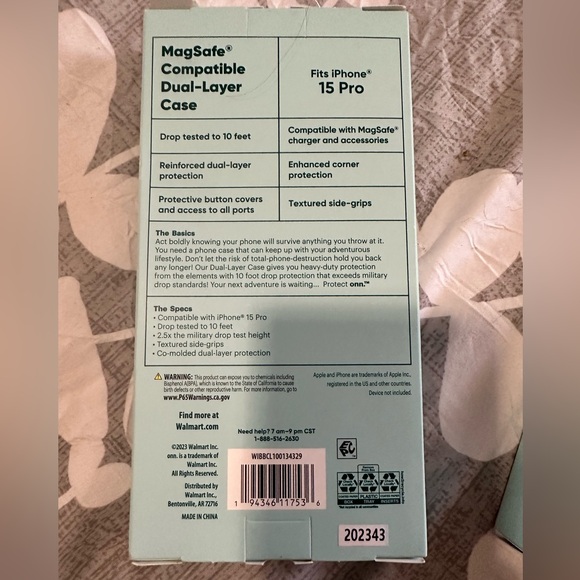 MagSafe®
Compatible
Dual-Layer
Case
Fits iPhone®
15 Pro
Drop tested to 10 feet
Compatible with MagSafe®
charger and accessories
Reinforced dual-layer
protection
Enhanced corner
protection
Protective button covers
and access to all ports
Textured side-grips
The Basics
Act boldly knowing your phone will survive anything you throw at it.
You need a phone case that can keep up with your adventurous
lifestyle. Don't let the risk of total-phone-destruction hold you back
any longer! Our Dual-Layer Case gives you heavy-duty protection
from the elements with 10 foot drop protection that exceeds military
drop standards! Your next adventure is waiting... Protect onn.™
The Specs
• Compatible with iPhone® 15 Pro
• Drop tested to 10 feet
• 2.5x the military drop test height
• Textured side-grips
• Co-molded dual-layer protection
WARNING: This product can expose you to chemicals including
Bisphenol A(BPA), which is known to the State of California to cause
birth defects or other reproductive harm. For more information, go to
www.P65Warnings.ca.gov
Apple and iPhone are trademarks of Apple Inc.,
registered in the US and other countries.
Device not included.
Find more at
Walmart.com
Need help? 7 am-9 pm CST
1-888-516-2630
©2023 Walmart Inc.
onn. is a trademark of
Walmart Inc.
All Rights Reserved.
Distributed by
Walmart Inc.,
Bentonville, AR 72716
MADE IN CHINA
WIBBCL100134329
1 94346 11753 6
BOX
PLASTIC
TRAY
INSERTS
202343